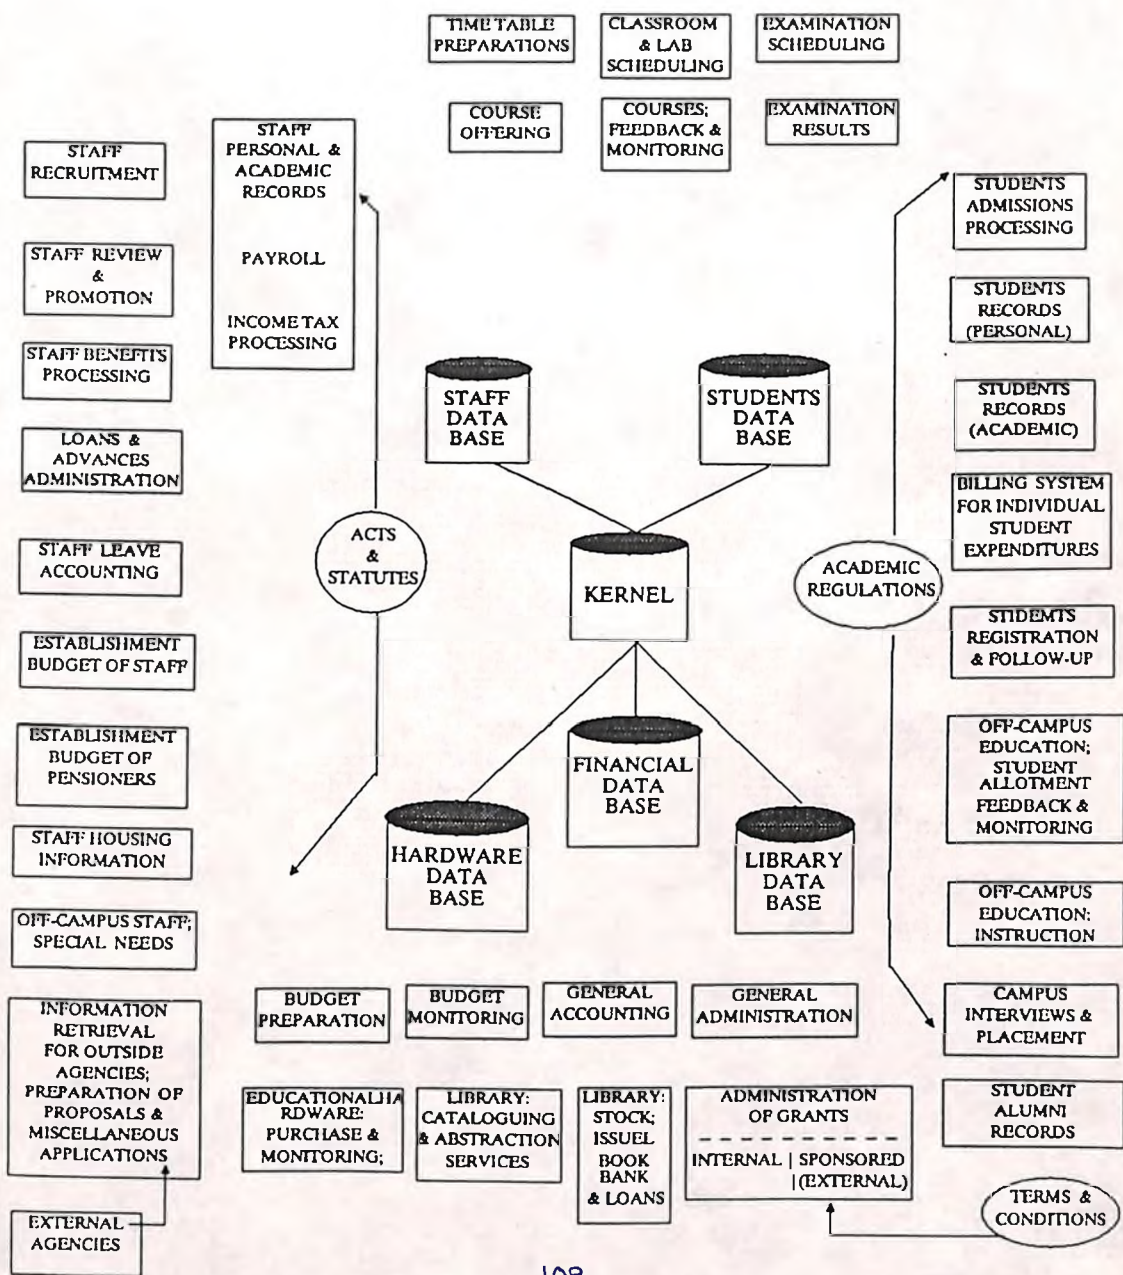 TIME TABLE
PREPARATIONS
CLASSROOM
& LAB
SCHEDULING
EXAMINATION
SCHEDULING
COURSE
OFFERING
COURSES;
FEEDBACK &
MONITORING
EXAMINATION
RESULTS
STAFF
RECRUITMENT
STAFF REVIEW
&
PROMOTION
STAFF BENEFITS
PROCESSING
LOANS &
ADVANCES
ADMINISTRATION
STAFF LEAVE
ACCOUNTING
ESTABLISHMENT
BUDGET OF STAFF
ESTABLISHMENT
BUDGET OF
PENSIONERS
STAFF HOUSING
INFORMATION
OFF-CAMPUS STAFF;
SPECIAL NEEDS
INFORMATION
RETRIEVAL
FOR OUTSIDE
AGENCIES;
PREPARATION OF
PROPOSALS &
MISCELLANEOUS
APPLICATIONS
EXTERNAL
AGENCIES
STAFF
PERSONAL &
ACADEMIC
RECORDS
PAYROLL
INCOME TAX
PROCESSING
ACTS
&
STATUTES
STAFF
DATA
BASE
STUDENTS
DATA
BASE
KERNEL
FINANCIAL
DATA
BASE
HARDWARE
DATA
BASE
LIBRARY
DATA
BASE
ACADEMIC
REGULATIONS
STUDENTS
ADMISSIONS
PROCESSING
STUDENTS
RECORDS
(PERSONAL)
STUDENTS
RECORDS
(ACADEMIC)
BILLING SYSTEM
FOR INDIVIDUAL
STUDENT
EXPENDITURES
STIDEMTS
REGISTRATION
& FOLLOW-UP
OFF-CAMPUS
EDUCATION;
STUDENT
ALLOTMENT
FEEDBACK &
MONITORING
OFF-CAMPUS
EDUCATION:
INSTRUCTION
CAMPUS
INTERVIEWS &
PLACEMENT
STUDENT
ALUMNI
RECORDS
BUDGET
PREPARATION
BUDGET
MONITORING
GENERAL
ACCOUNTING
GENERAL
ADMINISTRATION
EDUCATIONALHA
RDWARE:
PURCHASE &
MONITORING;
LIBRARY:
CATALOGUING
& ABSTRACTION
SERVICES
LIBRARY:
STOCK;
ISSUEL
BOOK
BANK
& LOANS
ADMINISTRATION
OF GRANTS
INTERNAL | SPONSORED
| (EXTERNAL)
TERMS &
CONDITIONS